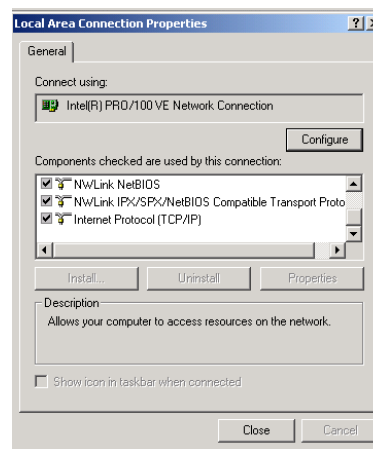 Local Area Connection Properties
General
Connect using:
Intel(R) PRO/100 VE Network Connection
Configure
Components checked are used by this connection:
NWLink NetBIOS
NWLink IPX/SPX/NetBIOS Compatible Transport Proto
Internet Protocol (TCP/IP)
Install... Uninstall Properties
Description
Allows your computer to access resources on the network.
Show icon in taskbar when connected
Close Cancel